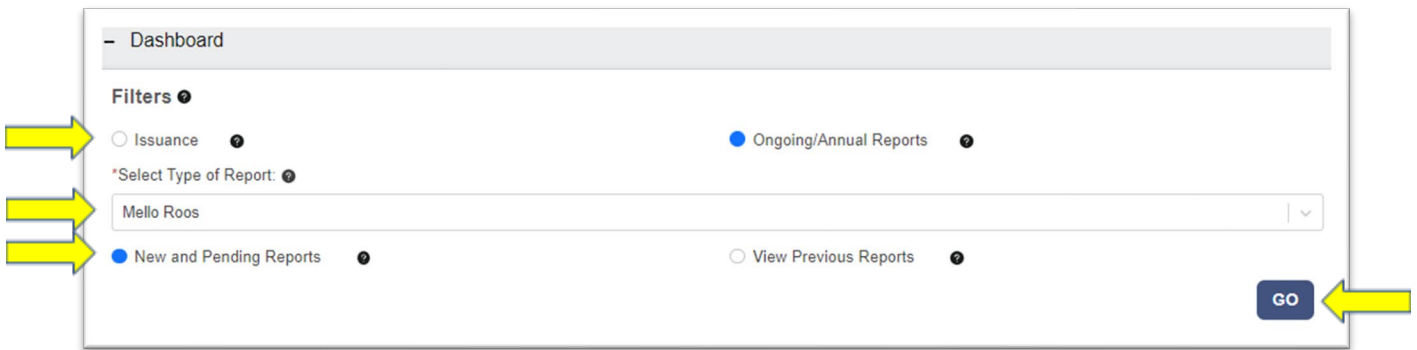 – Dashboard
Filters ?
Issuance ? Ongoing/Annual Reports ?
*Select Type of Report: ?
Mello Roos
New and Pending Reports ? View Previous Reports ?
GO